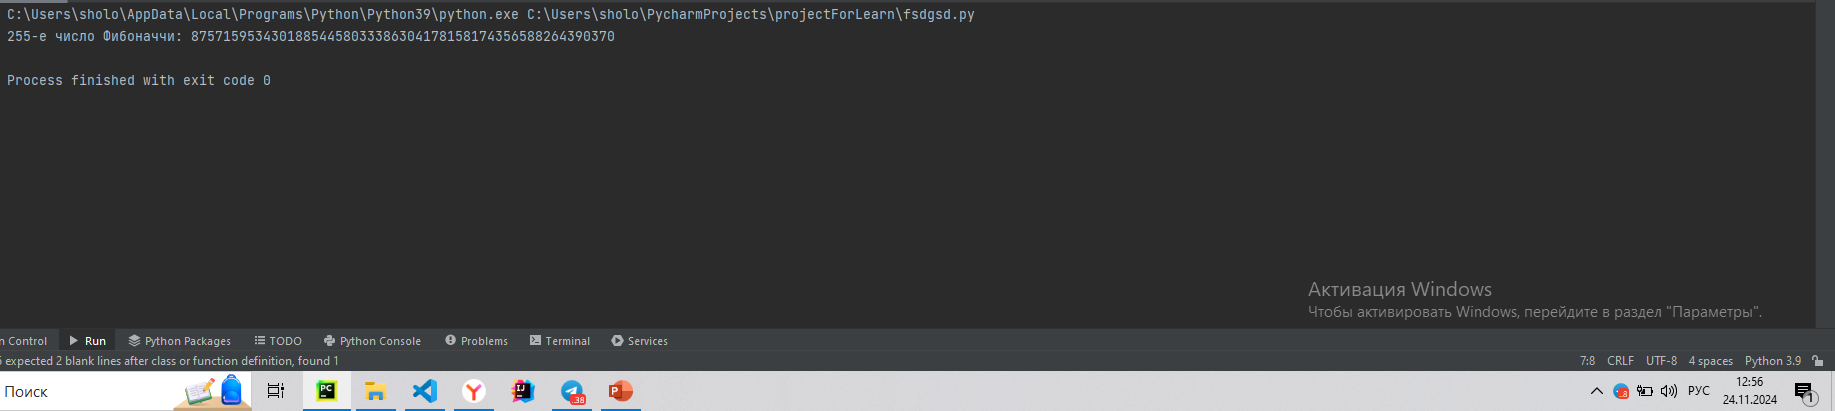 C:\Users\sholo\AppData\Local\Programs\Python\Python39\python.exe C:\Users\sholo\PycharmProjects\projectForLearn\fsdgsd.py
255-е число Фибоначчи: 87571595343018854458033386304178158174356588264390370
Process finished with exit code 0
Активация Windows
Чтобы активировать Windows, перейдите в раздел "Параметры".
n Control Run Python Packages TODO Python Console Problems Terminal Services
expected 2 blank lines after class or function definition, found 1 7:8 CRLF UTF-8 4 spaces Python 3.9
Поиск PC IJ .38 P РУС 12:56
24.11.2024 1